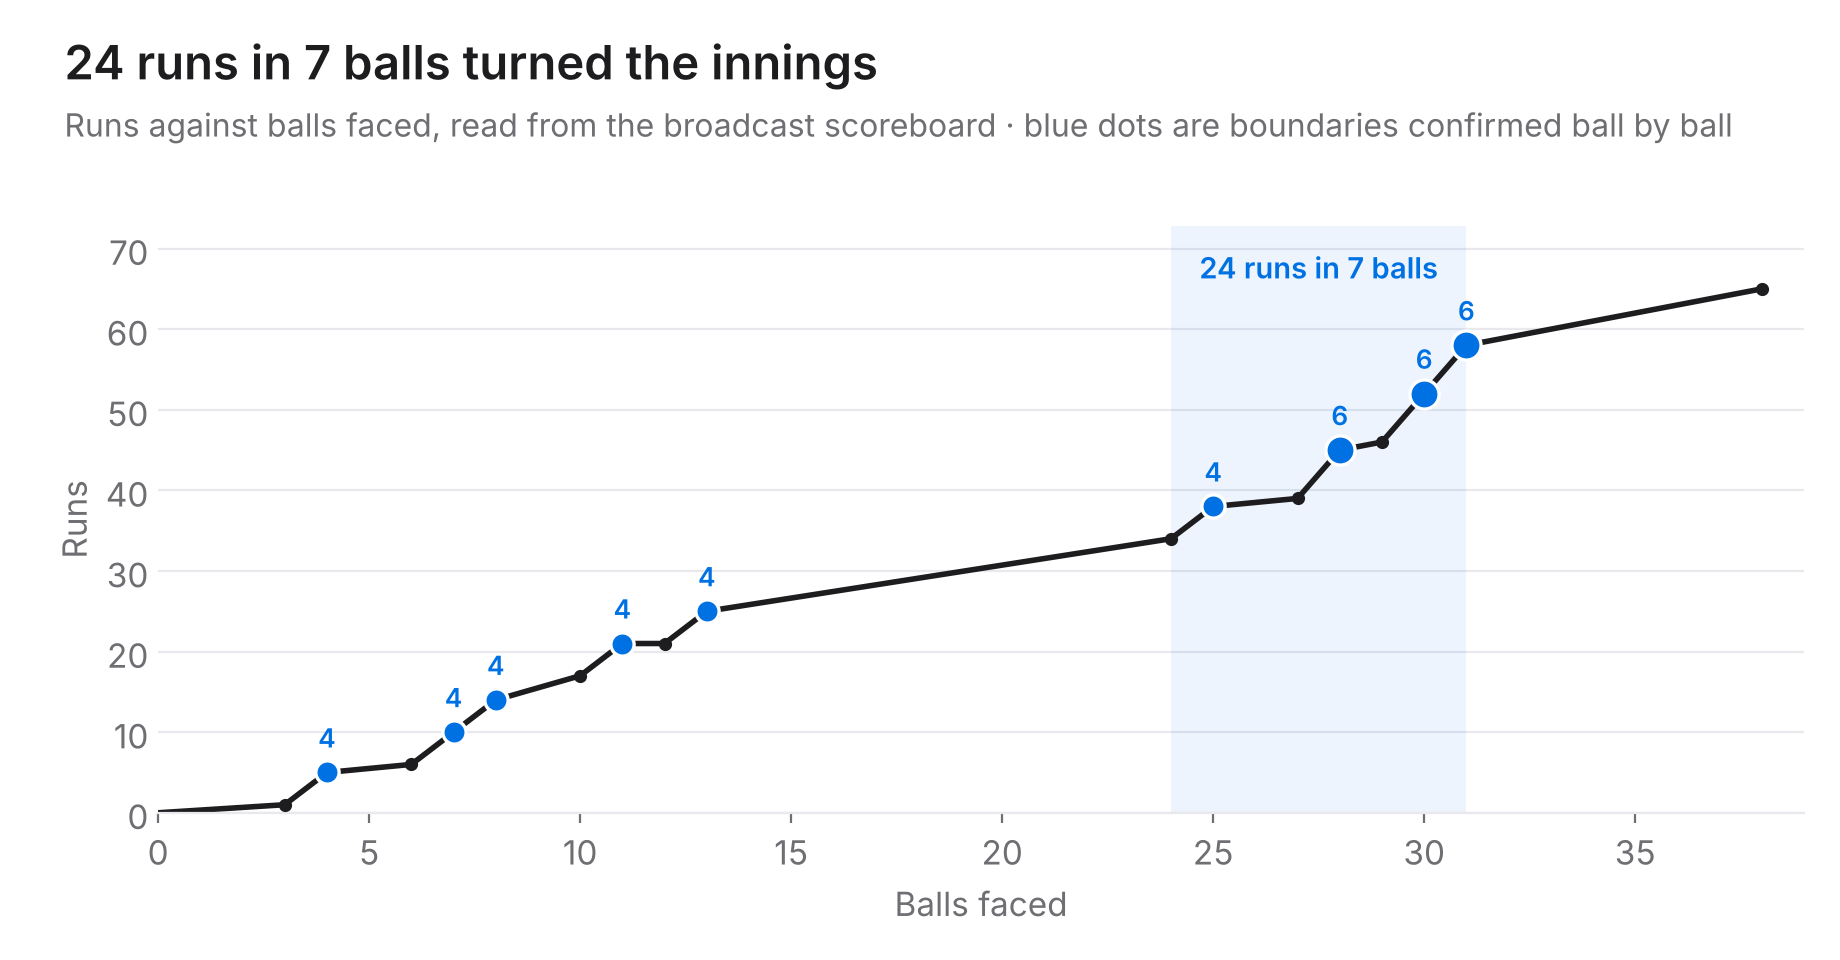 24 runs in 7 balls turned the innings
Runs against balls faced, read from the broadcast scoreboard · blue dots are boundaries confirmed ball by ball
70
24 runs in 7 balls
6
60
6
50
6
4
40
Runs
4
30
4
4
20
4
4
10
0
0 5 10 15 20 25 30 35
Balls faced